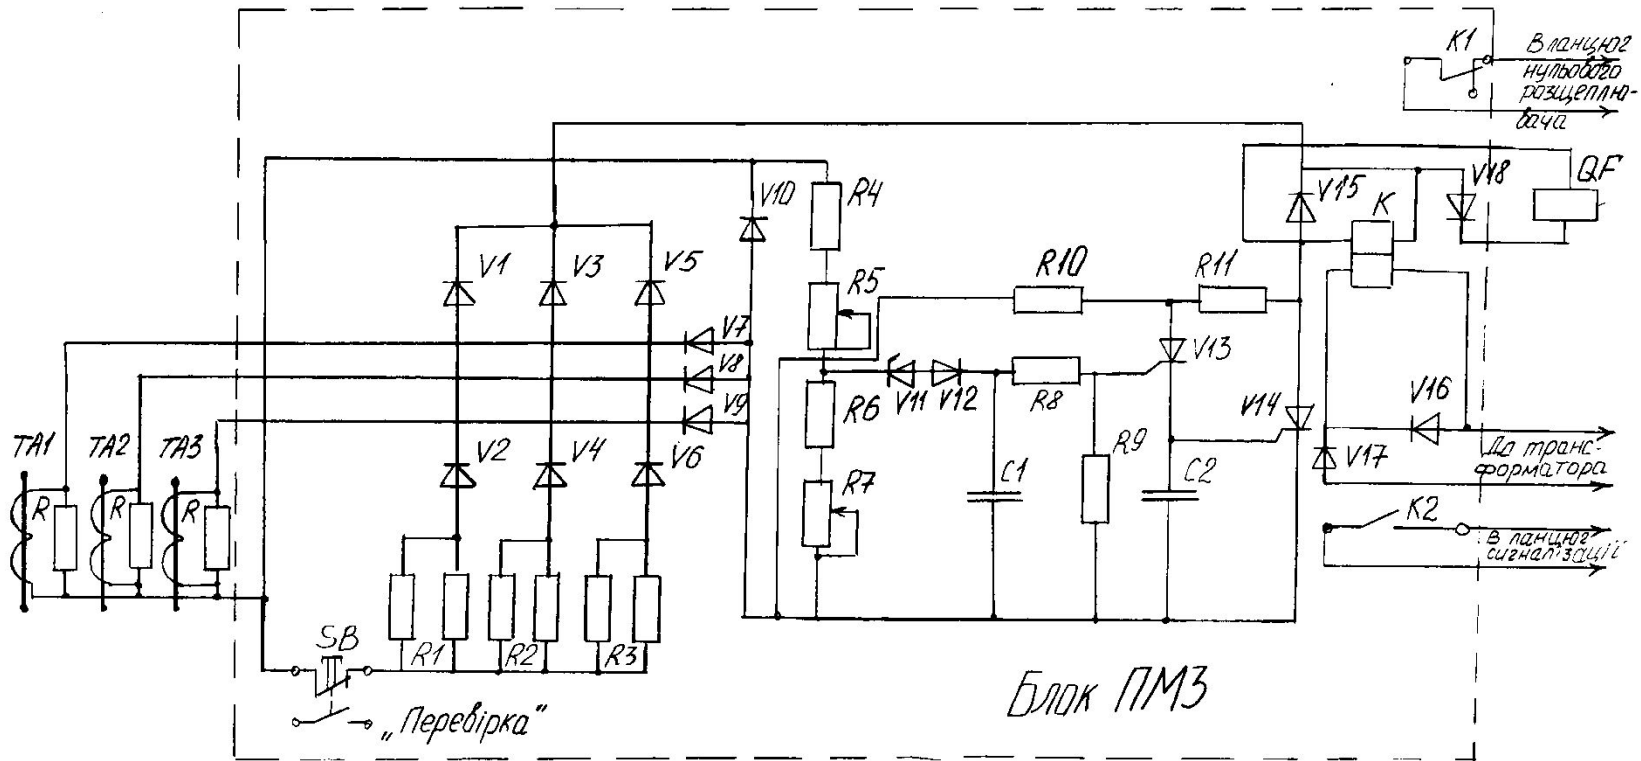 K1
В ланцюг
нульового
розщеплю-
вача
V10
R4
V15
K
V18
QF
V1
V3
V5
R5
R10
R11
V7
V8
V9
V13
V11
V12
R8
R6
V14
V16
TA1
TA2
TA3
V2
V4
V6
R9
V17
До транс-
форматора
R
R
R
R7
C1
C2
K2
В ланцюг
сигналізації
SB
R1
R2
R3
Блок ПМЗ
„Перевірка"